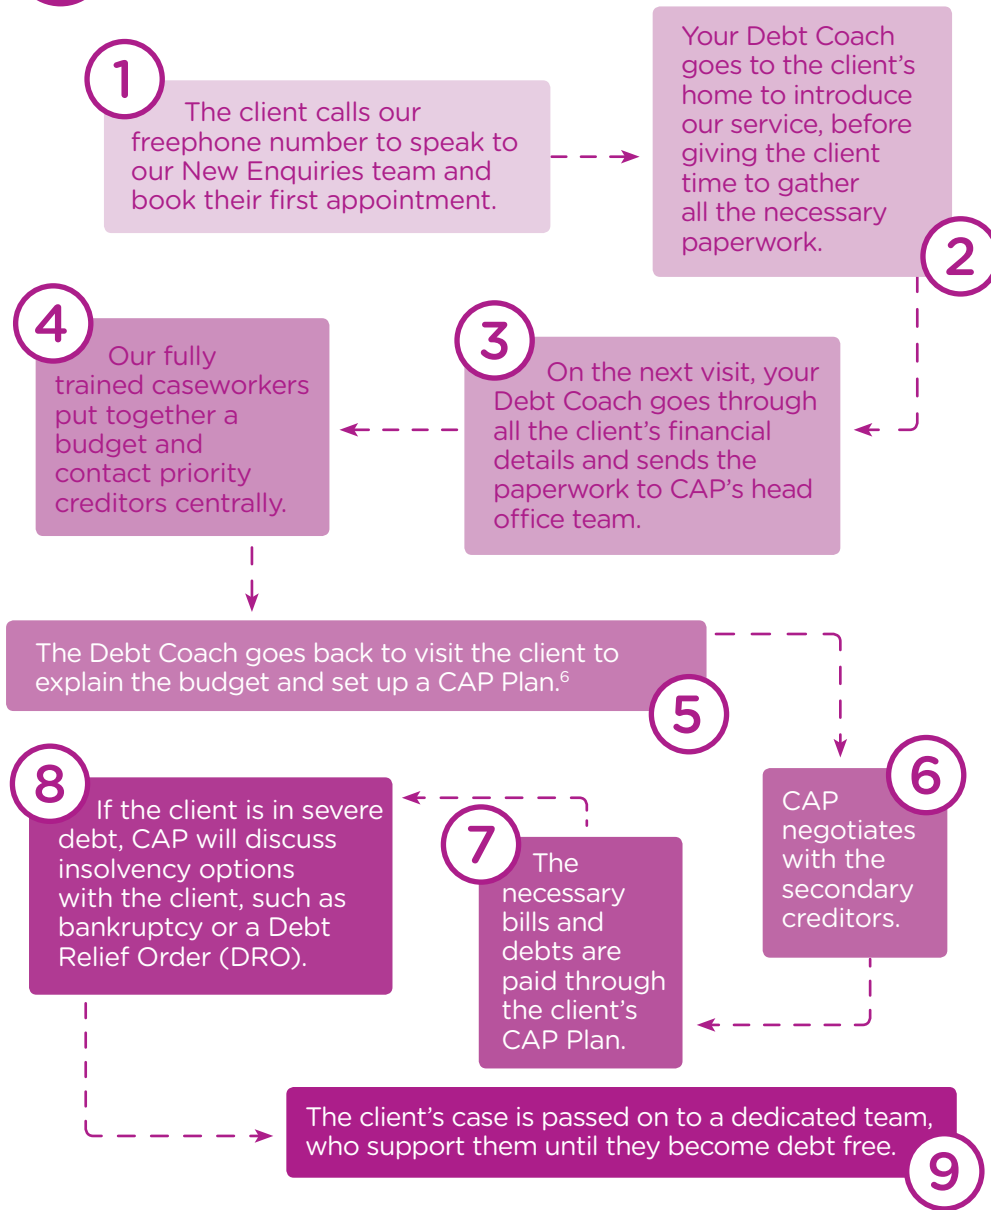 1
The client calls our
freephone number to speak to
our New Enquiries team and
book their first appointment.
Your Debt Coach
goes to the client’s
home to introduce
our service, before
giving the client
time to gather
all the necessary
paperwork.
2
3
On the next visit, your
Debt Coach goes through
all the client’s financial
details and sends the
paperwork to CAP’s head
office team.
4
Our fully
trained caseworkers
put together a
budget and
contact priority
creditors centrally.
The Debt Coach goes back to visit the client to
explain the budget and set up a CAP Plan.⁶
5
6
CAP
negotiates
with the
secondary
creditors.
7
The
necessary
bills and
debts are
paid through
the client’s
CAP Plan.
8
If the client is in severe
debt, CAP will discuss
insolvency options
with the client, such as
bankruptcy or a Debt
Relief Order (DRO).
The client’s case is passed on to a dedicated team,
who support them until they become debt free.
9